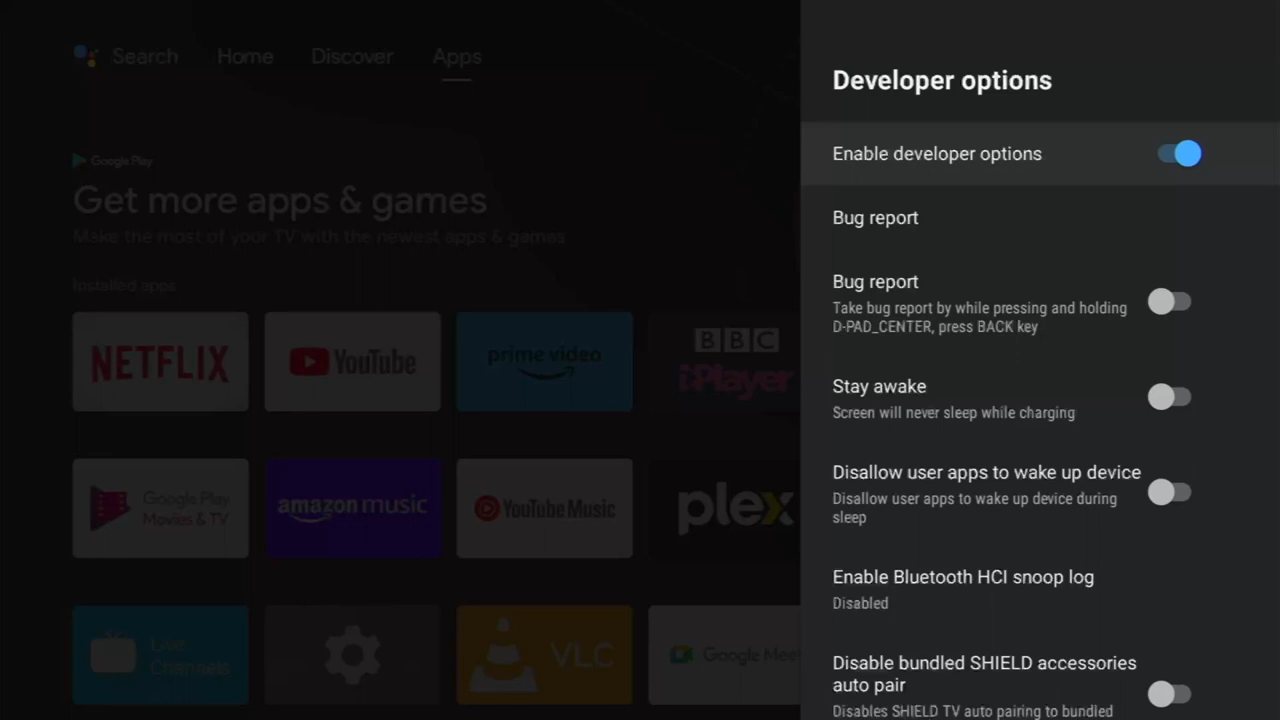 Search Home Discover Apps
Google Play
Get more apps & games
Make the most of your TV with the newest apps & games
Installed apps
NETFLIX
YouTube
prime video
BBC
iPlayer
Google Play
Movies & TV
amazon music
YouTube Music
plex
Live
Channels
VLC
Google Meet
Developer options
Enable developer options
Bug report
Bug report
Take bug report by while pressing and holding
D-PAD_CENTER, press BACK key
Stay awake
Screen will never sleep while charging
Disallow user apps to wake up device
Disallow user apps to wake up device during
sleep
Enable Bluetooth HCI snoop log
Disabled
Disable bundled SHIELD accessories
auto pair
Disables SHIELD TV auto pairing to bundled